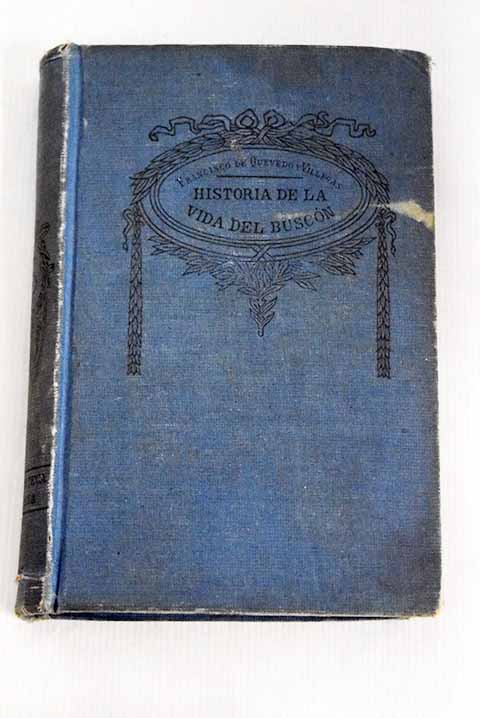 FRANCISCO DE QUEVEDO Y VILLEGAS
HISTORIA DE LA
VIDA DEL BUSCÓN